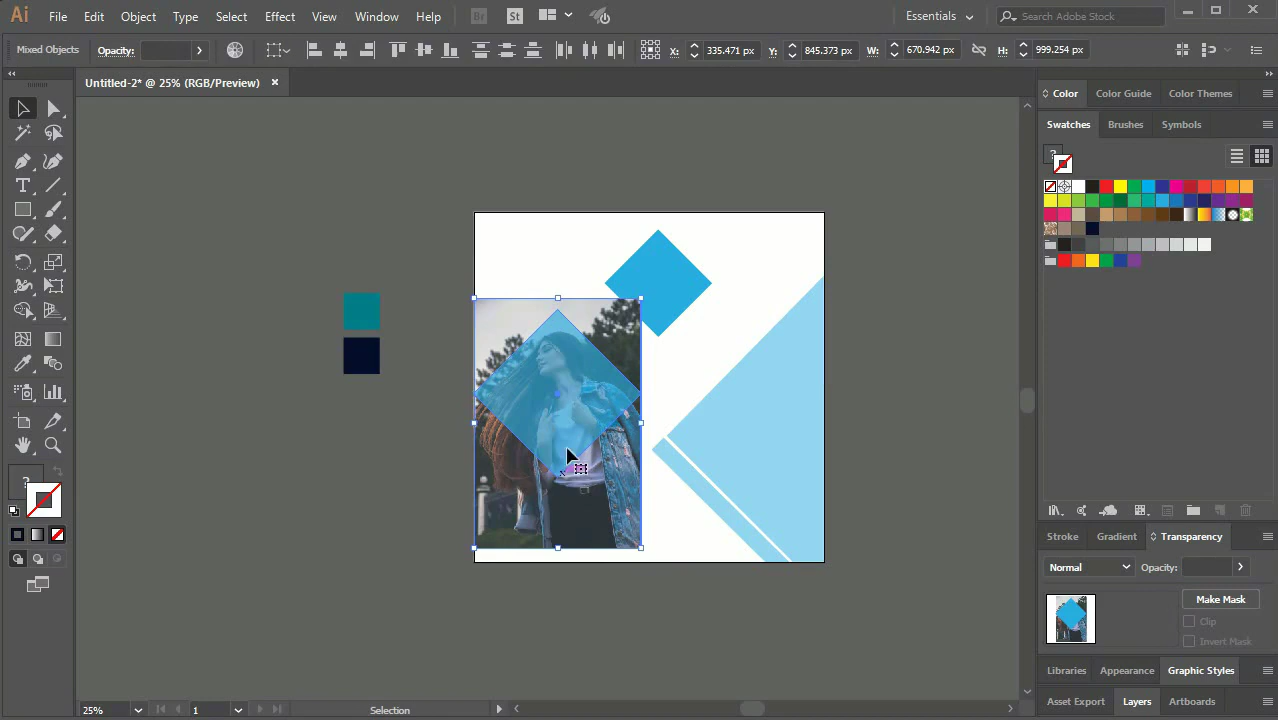 Ai File Edit Object Type Select Effect View Window Help Br St Essentials Search Adobe Stock
Mixed Objects Opacity: X: 335.471 px Y: 845.373 px W: 670.942 px H: 999.254 px
Untitled-2* @ 25% (RGB/Preview)
Color Color Guide Color Themes
Swatches Brushes Symbols
?
?
Stroke Gradient Transparency
Normal Opacity:
Make Mask
Clip
Invert Mask
Libraries Appearance Graphic Styles
Asset Export Layers Artboards
25% 1 Selection